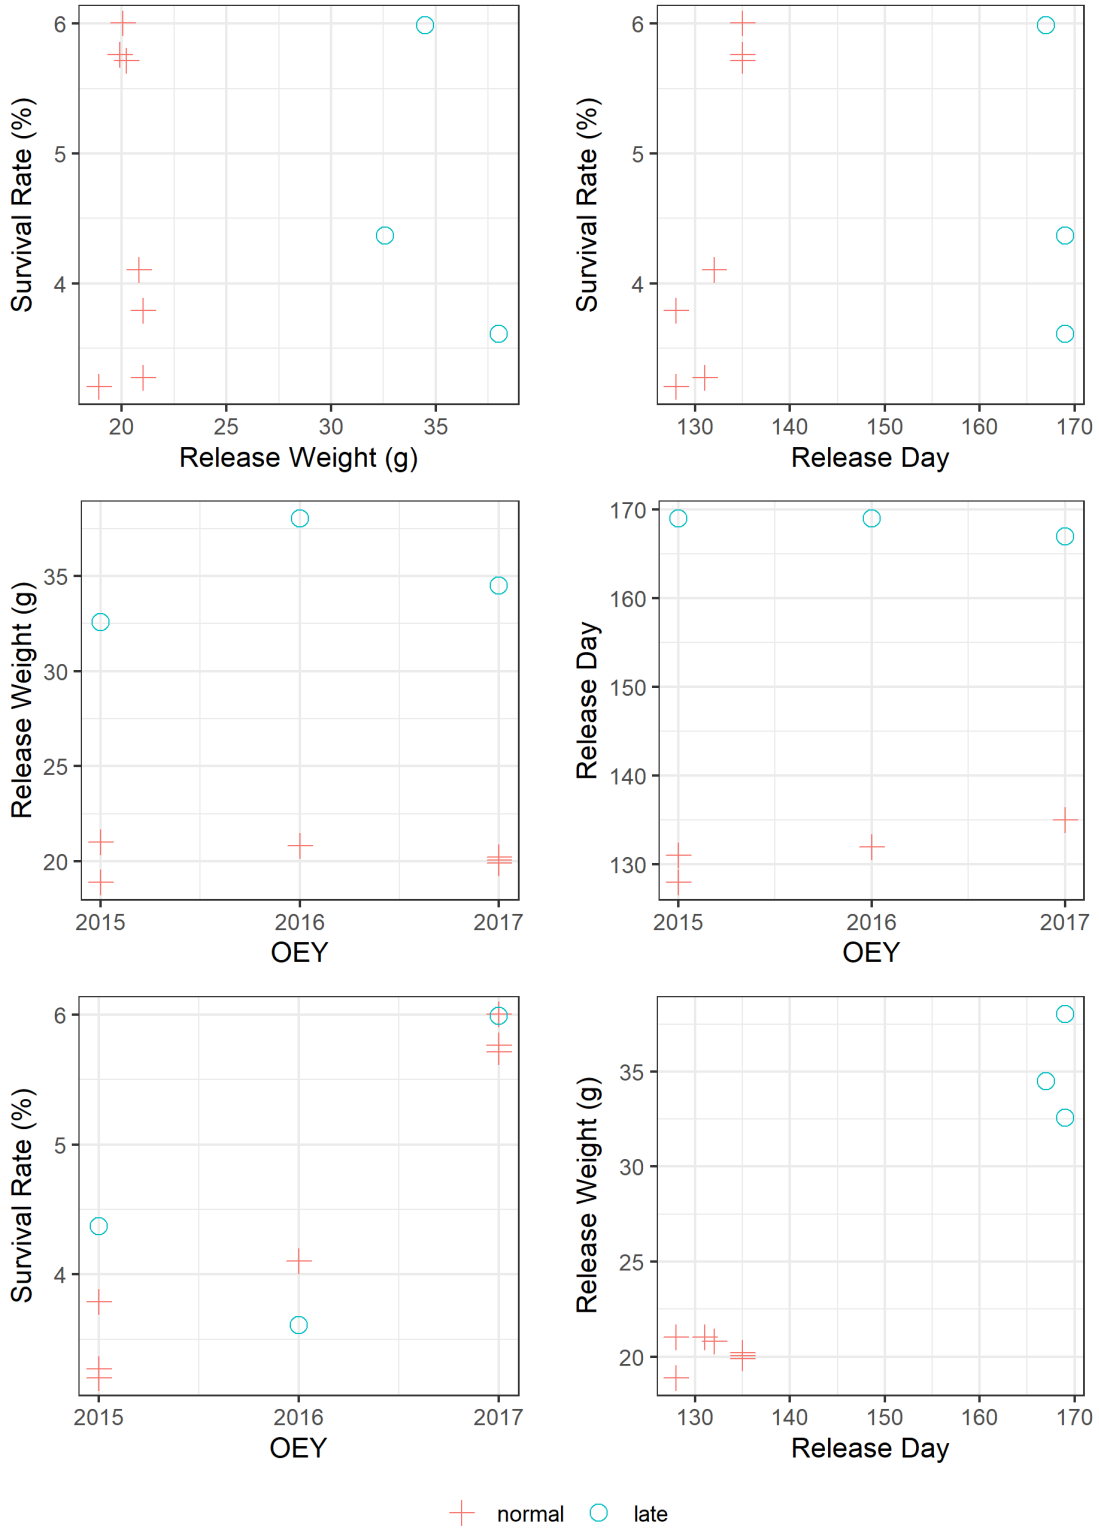 6
5
4
Survival Rate (%)
20 25 30 35
Release Weight (g)
6
5
4
Survival Rate (%)
130 140 150 160 170
Release Day
35
30
25
20
Release Weight (g)
2015 2016 2017
OEY
170
160
150
140
130
Release Day
2015 2016 2017
OEY
6
5
4
Survival Rate (%)
2015 2016 2017
OEY
35
30
25
20
Release Weight (g)
130 140 150 160 170
Release Day
normal late